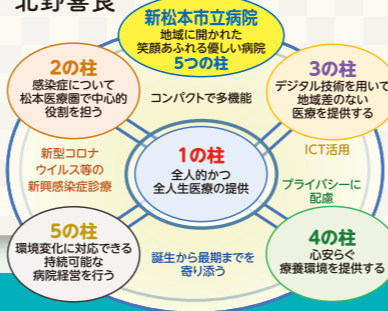 北野喜良
新松本市立病院
地域に開かれた
笑顔あふれる優しい病院
5つの柱
2の柱
感染症について
松本医療圏で中心的
役割を担う
コンパクトで多機能
3の柱
デジタル技術を用いて
地域差のない
医療を提供する
新型コロナ
ウイルス等の
新興感染症診療
1の柱
全人的かつ
全人生医療の提供
ICT活用
プライバシーに
配慮
5の柱
環境変化に対応できる
持続可能な
病院経営を行う
誕生から最期までを
寄り添う
4の柱
心安らぐ
療養環境を提供する